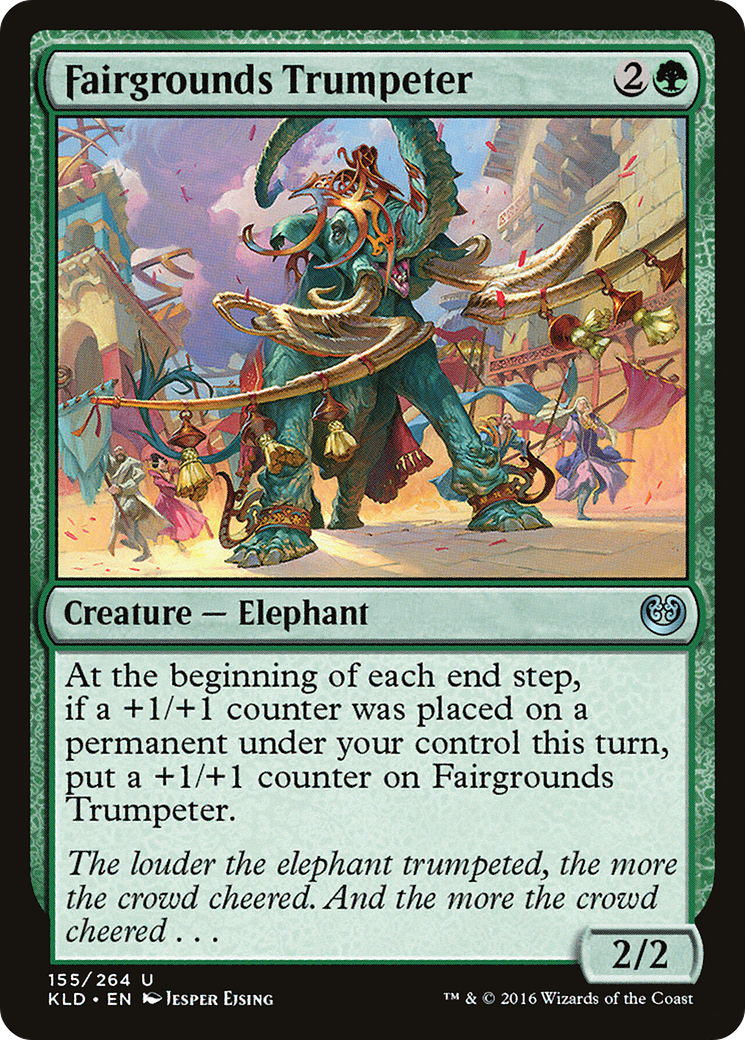 Fairgrounds Trumpeter 2
Creature — Elephant
At the beginning of each end step,
if a +1/+1 counter was placed on a
permanent under your control this turn,
put a +1/+1 counter on Fairgrounds
Trumpeter.
The louder the elephant trumpeted, the more
the crowd cheered. And the more the crowd
cheered . . .
2/2
155/264 U
KLD • EN Jesper Ejsing
™ & © 2016 Wizards of the Coast